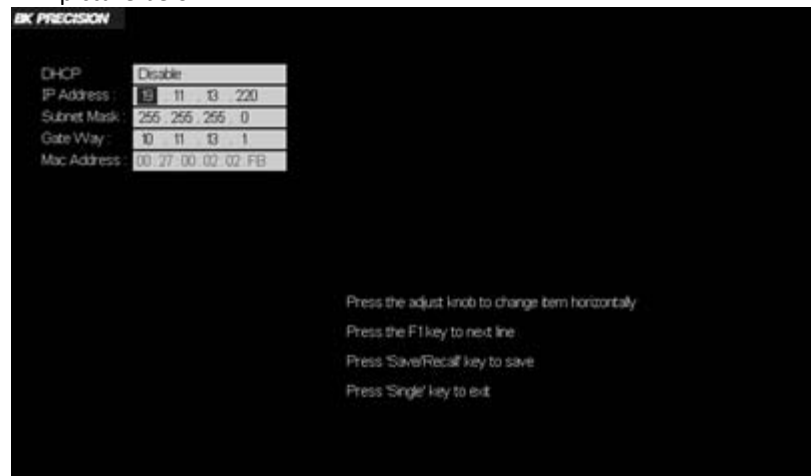 BK PRECISION
DHCP Disable
IP Address : 19 . 11 . 13 . 220
Subnet Mask : 255 . 255 . 255 . 0
Gate Way : 10 . 11 . 13 . 1
Mac Address : 00 : 27 : 00 : 02 : 02 : FB
Press the adjust knob to change item horizontally
Press the F1 key to next line
Press 'Save/Recall' key to save
Press 'Single' key to exit